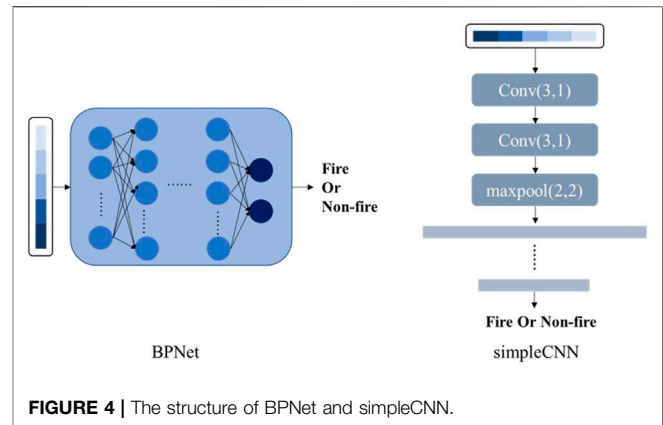 Fire
Or
Non-fire
BPNet
Conv(3,1)
Conv(3,1)
maxpool(2,2)
Fire Or Non-fire
simpleCNN
FIGURE 4 | The structure of BPNet and simpleCNN.